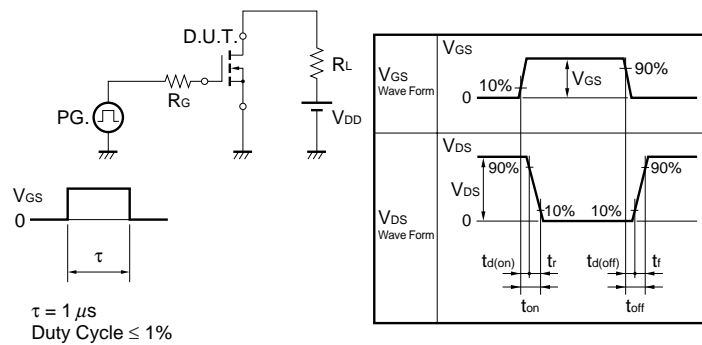 D.U.T.
RL
RG
PG.
VDD
VGS
0
τ
τ = 1 μs
Duty Cycle ≤ 1%
VGS
Wave Form
VGS
10%
VGS
90%
0
VDS
Wave Form
VDS
90%
VDS
90%
10%
10%
0
td(on)
tr
td(off)
tf
ton
toff